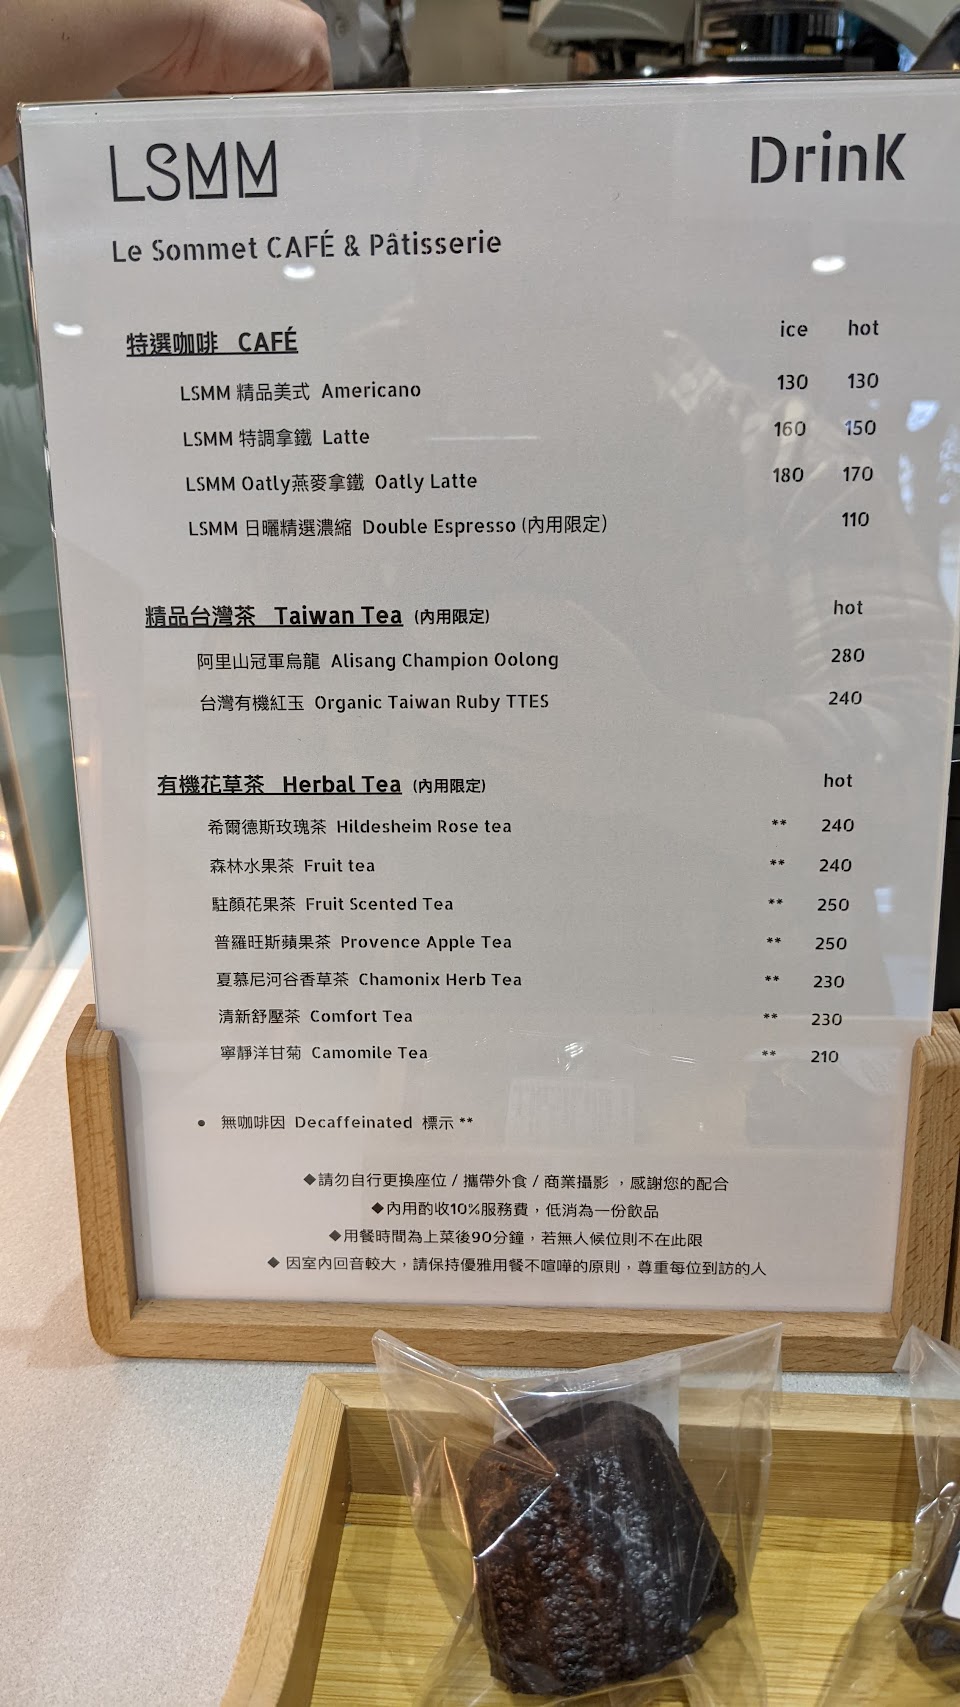 LSMM DrinK
Le Sommet CAFÉ & Pâtisserie
特選咖啡 CAFÉ ice hot
LSMM 精品美式 Americano 130 130
LSMM 特調拿鐵 Latte 160 150
LSMM Oatly燕麥拿鐵 Oatly Latte 180 170
LSMM 日曬精選濃縮 Double Espresso (內用限定) 110
精品台灣茶 Taiwan Tea (內用限定) hot
阿里山冠軍烏龍 Alisang Champion Oolong 280
台灣有機紅玉 Organic Taiwan Ruby TTES 240
有機花草茶 Herbal Tea (內用限定) hot
希爾德斯玫瑰茶 Hildesheim Rose tea ** 240
森林水果茶 Fruit tea ** 240
駐顏花果茶 Fruit Scented Tea ** 250
普羅旺斯蘋果茶 Provence Apple Tea ** 250
夏慕尼河谷香草茶 Chamonix Herb Tea ** 230
清新舒壓茶 Comfort Tea ** 230
寧靜洋甘菊 Camomile Tea ** 210
● 無咖啡因 Decaffeinated 標示 **
◆請勿自行更換座位 / 攜帶外食 / 商業攝影 ，感謝您的配合
◆內用酌收10%服務費，低消為一份飲品
◆用餐時間為上菜後90分鐘，若無人候位則不在此限
◆ 因室內回音較大，請保持優雅用餐不喧嘩的原則，尊重每位到訪的人